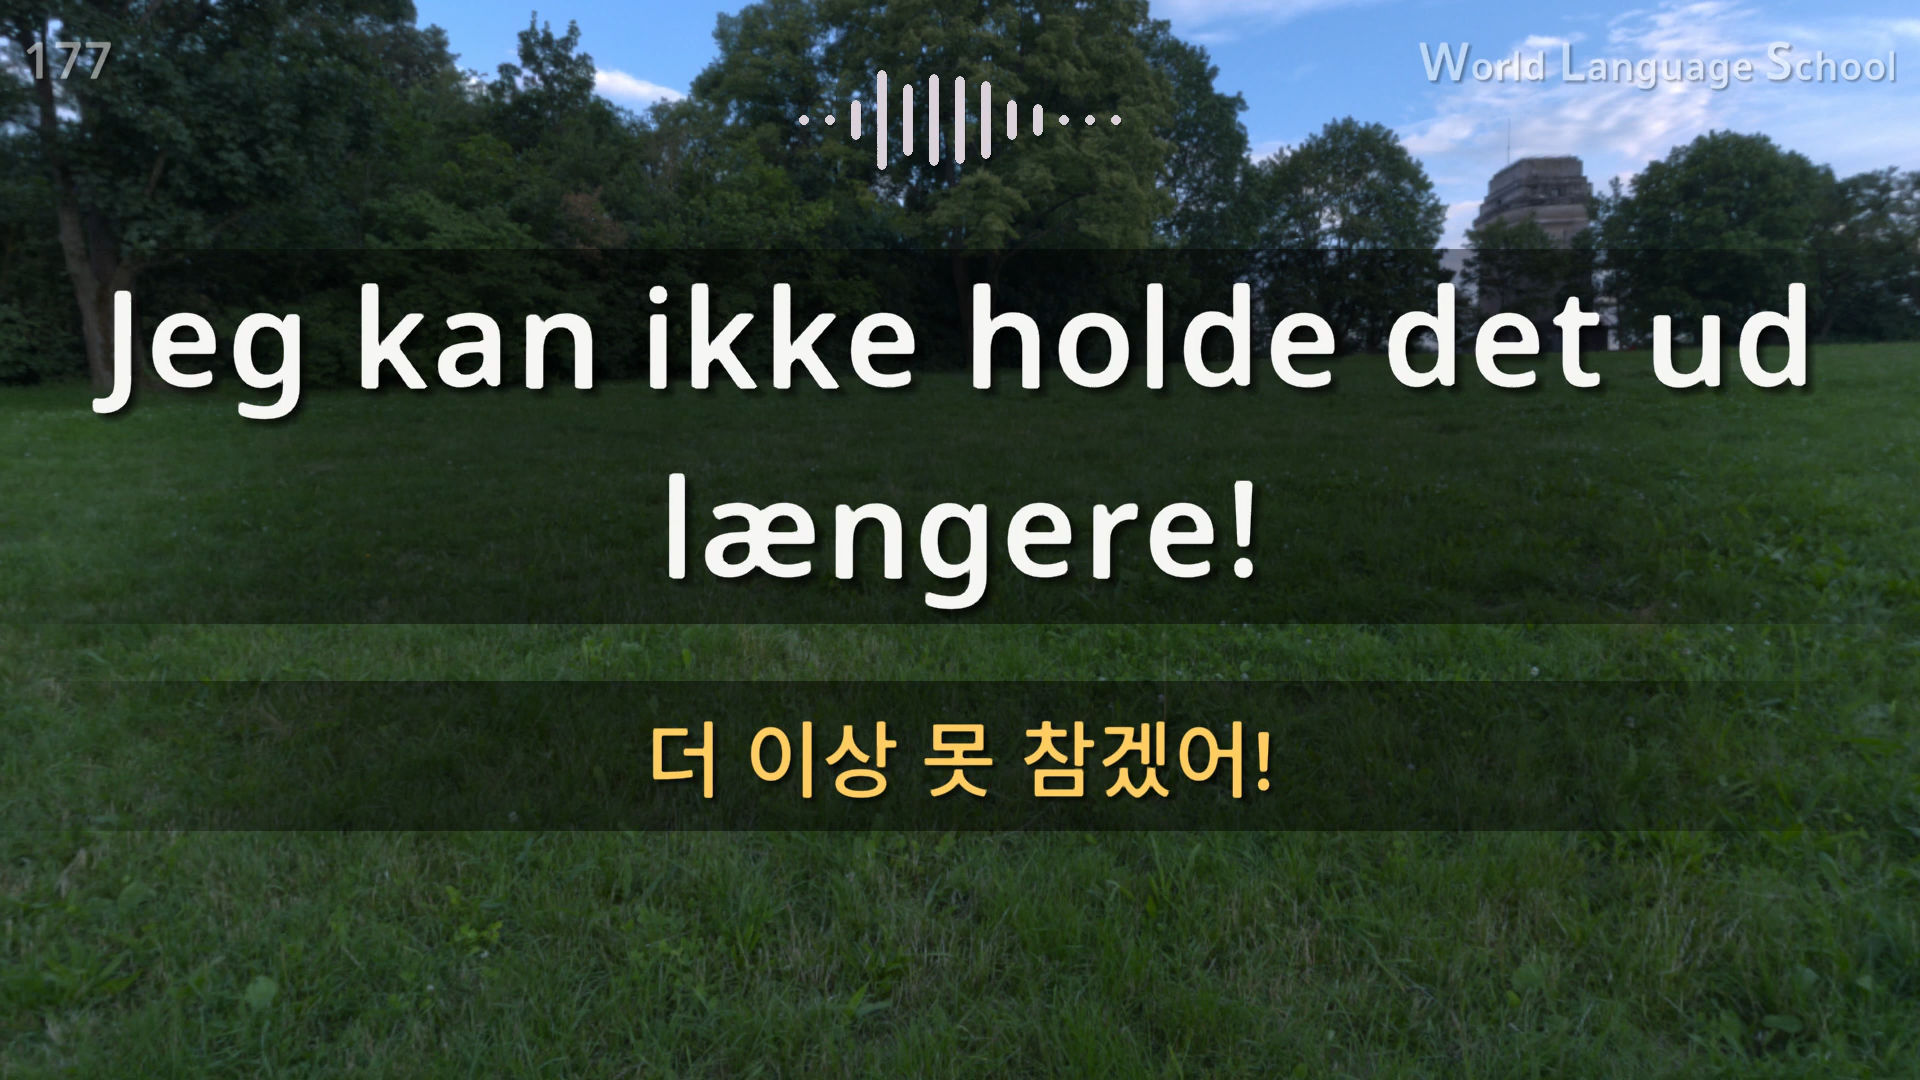 177
World Language School
Jeg kan ikke holde det ud
længere!
더 이상 못 참겠어!